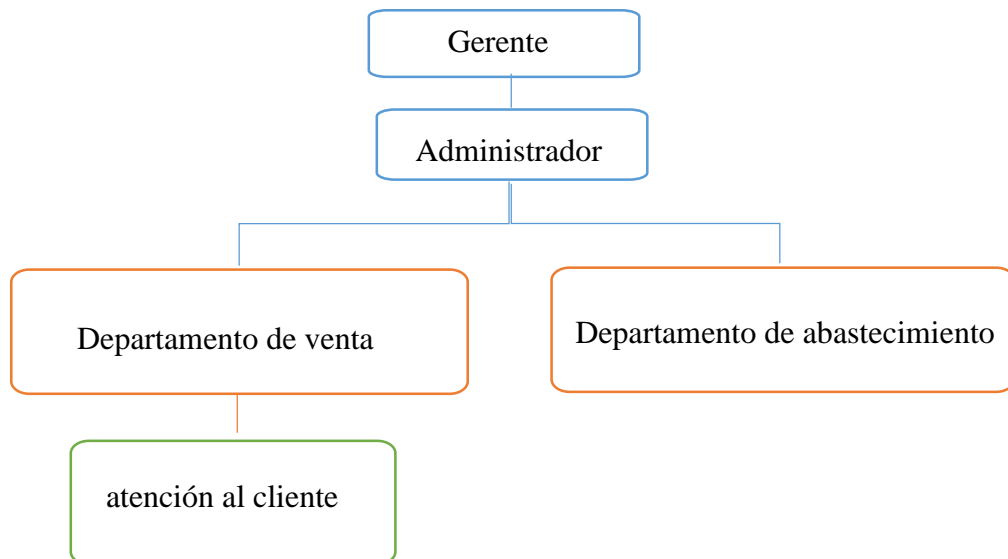 Gerente
Administrador
Departamento de venta
Departamento de abastecimiento
atención al cliente